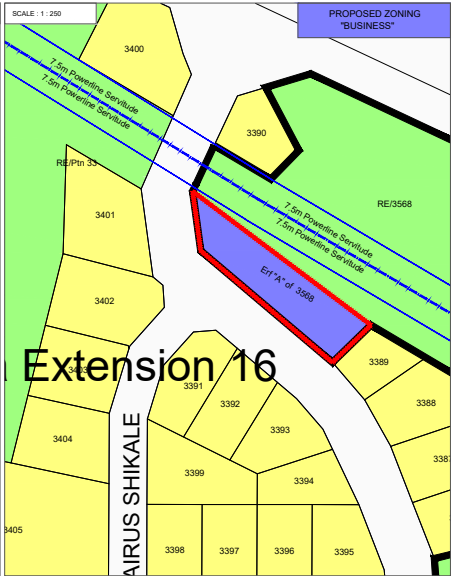 SCALE : 1 : 250
PROPOSED ZONING
"BUSINESS"
3400
7.5m Powerline Servitude
7.5m Powerline Servitude
3390
RE/Ptn 33
RE/3568
3401
7.5m Powerline Servitude
7.5m Powerline Servitude
Erf "A" of 3568
3402
Extension 16
3403
3389
3391
3392
3388
3393
3404
3387
3399
3394
3405
AIRUS SHIKALE
3398
3397
3396
3395